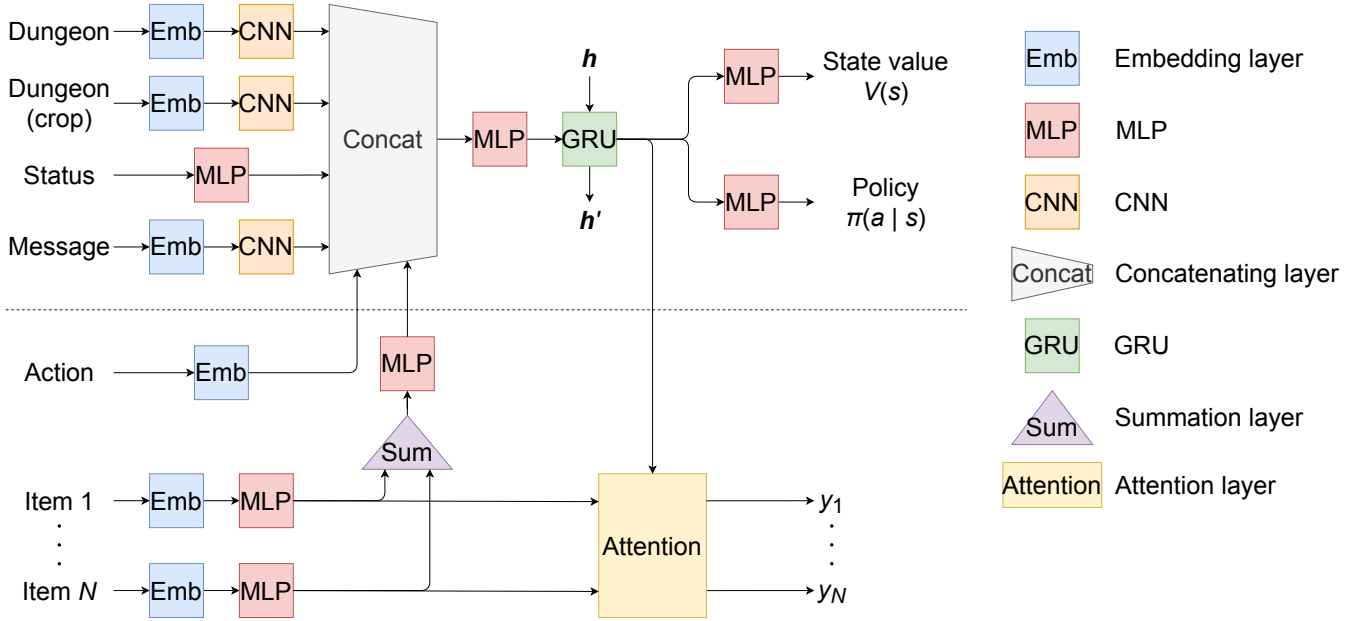 Dungeon
Emb
CNN
Dungeon
(crop)
Emb
CNN
Status
MLP
Message
Emb
CNN
Concat
MLP
h
GRU
h'
MLP
State value
V(s)
MLP
Policy
π(a | s)
Action
Emb
MLP
Sum
Item 1
Emb
MLP
Item N
Emb
MLP
Attention
y1
yN
Emb
Embedding layer
MLP
MLP
CNN
CNN
Concat
Concatenating layer
GRU
GRU
Sum
Summation layer
Attention
Attention layer